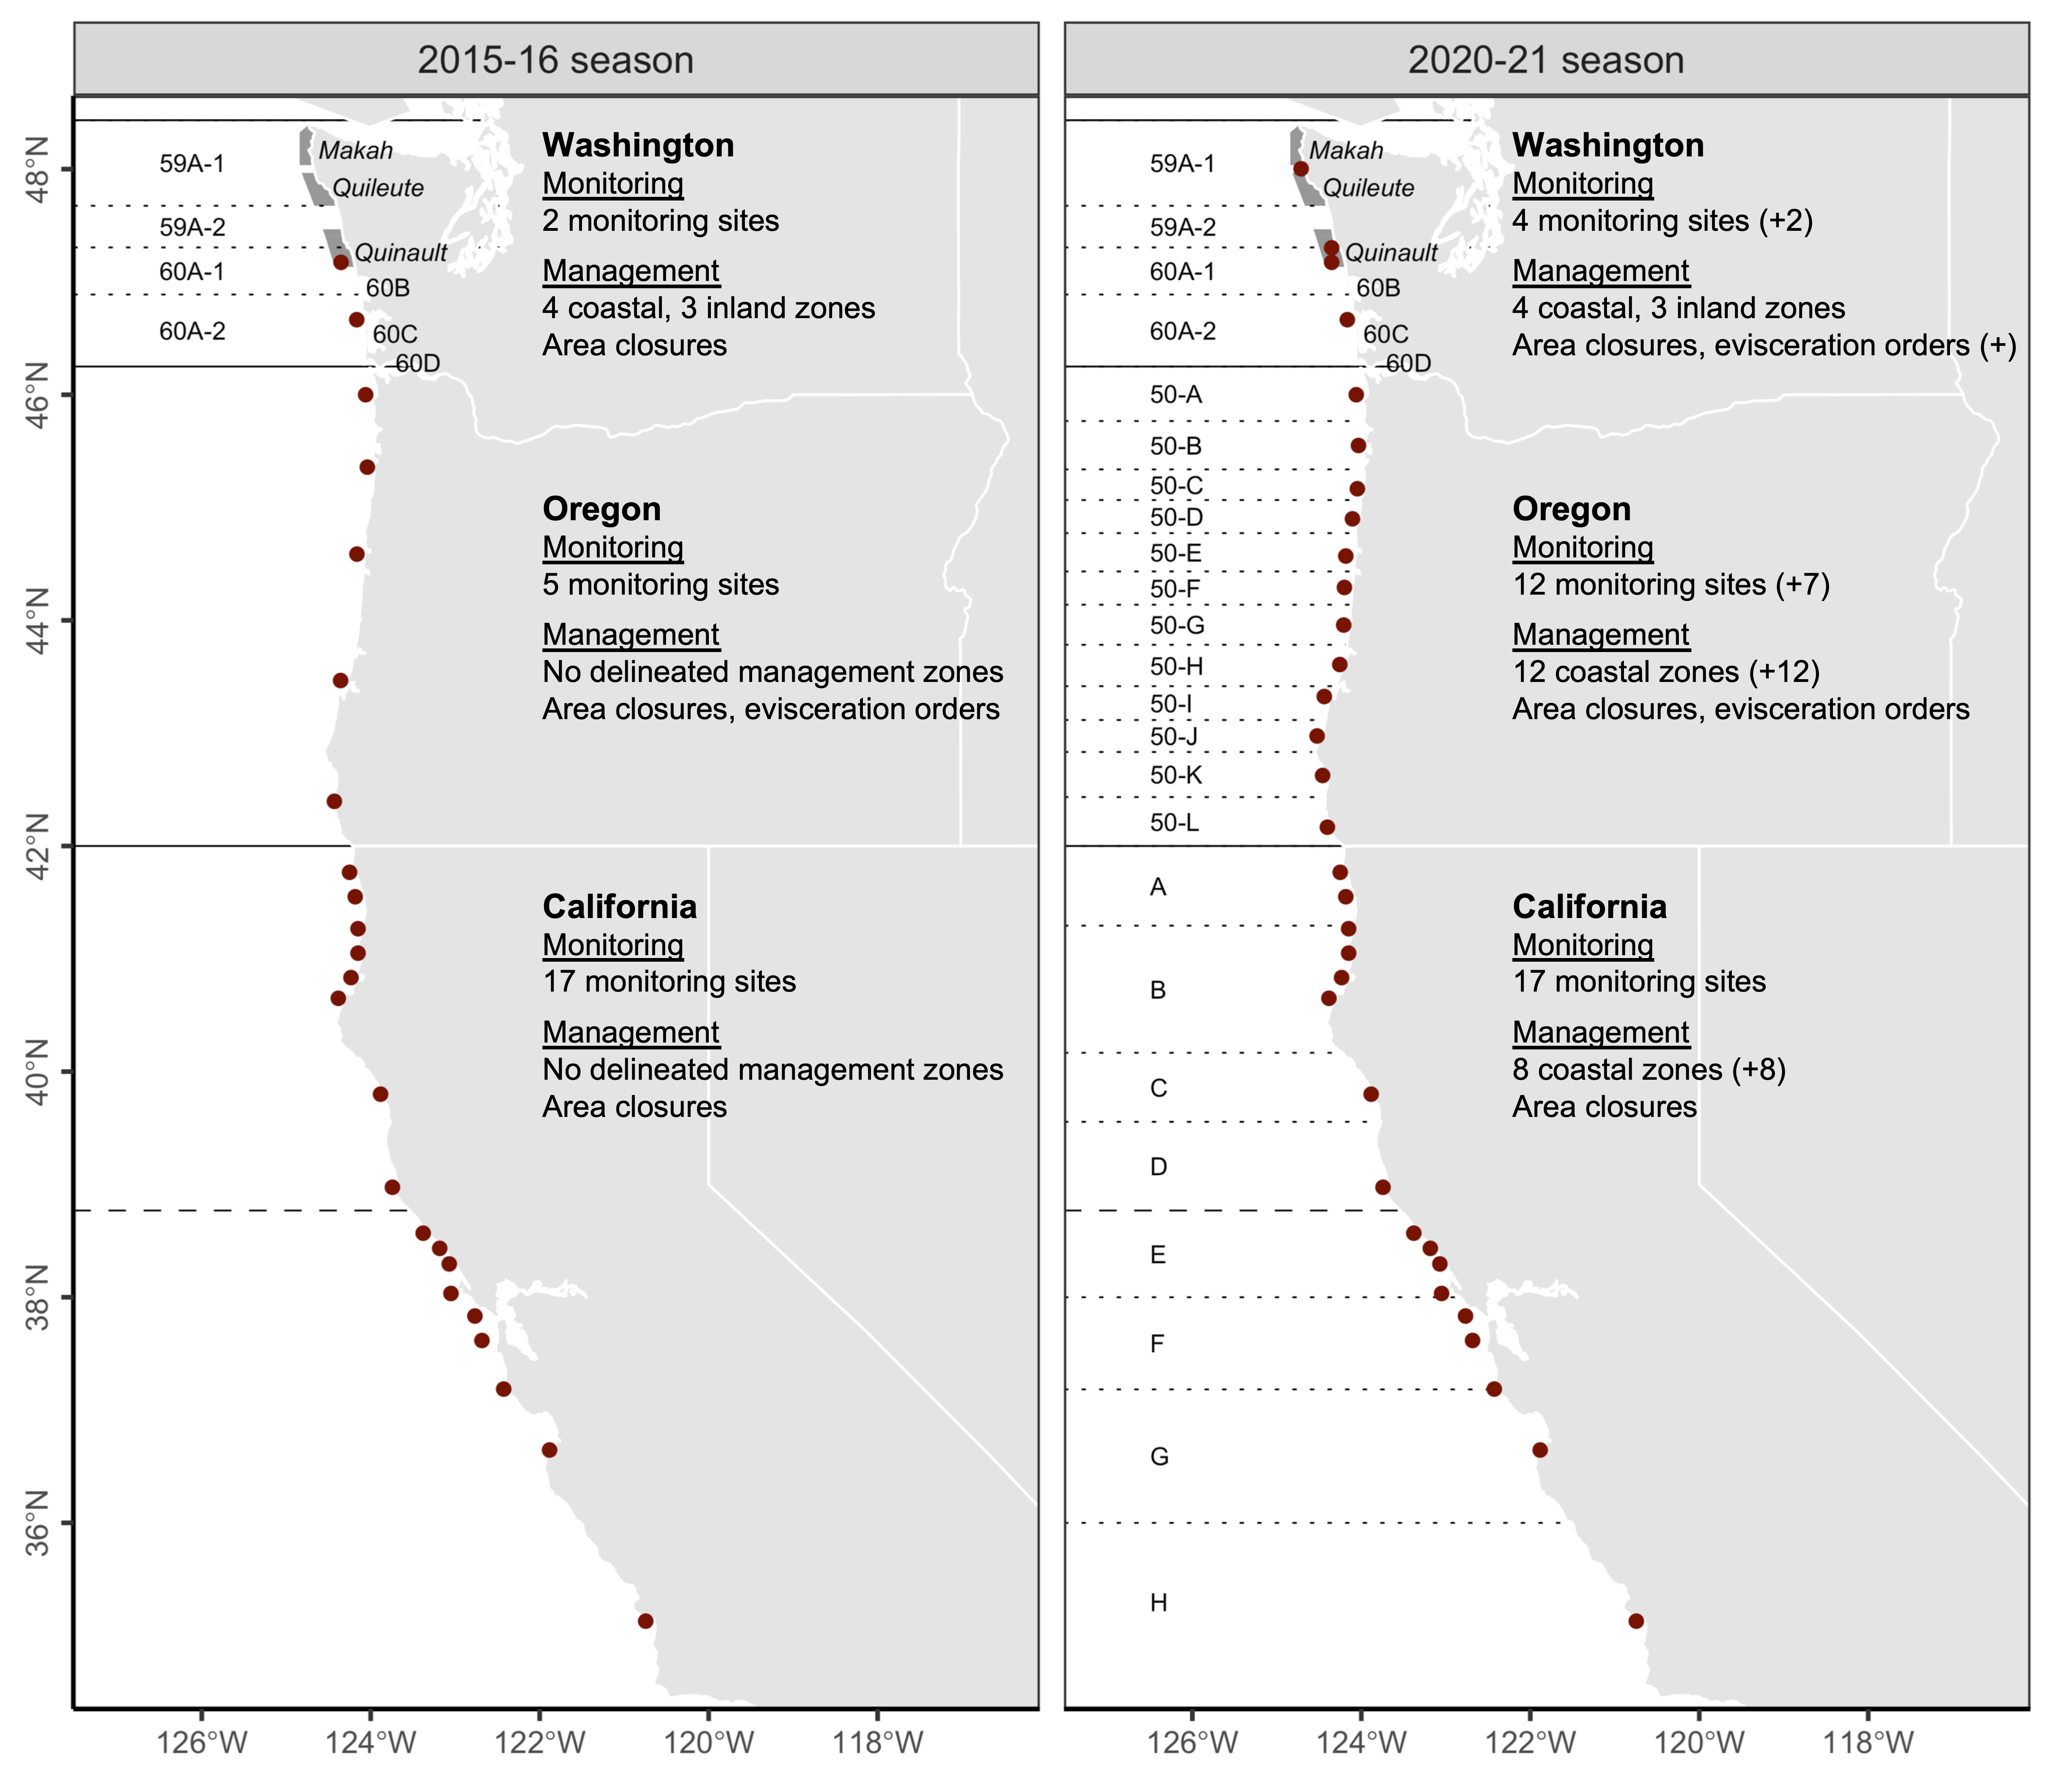 2015-16 season
48°N
46°N
44°N
42°N
40°N
38°N
36°N
59A-1
59A-2
60A-1
60A-2
Makah
Quileute
Quinault
60B
60C
60D
Washington
Monitoring
2 monitoring sites
Management
4 coastal, 3 inland zones
Area closures
Oregon
Monitoring
5 monitoring sites
Management
No delineated management zones
Area closures, evisceration orders
California
Monitoring
17 monitoring sites
Management
No delineated management zones
Area closures
126°W
124°W
122°W
120°W
118°W
2020-21 season
59A-1
59A-2
60A-1
60A-2
Makah
Quileute
Quinault
60B
60C
60D
50-A
50-B
50-C
50-D
50-E
50-F
50-G
50-H
50-I
50-J
50-K
50-L
A
B
C
D
E
F
G
H
Washington
Monitoring
4 monitoring sites (+2)
Management
4 coastal, 3 inland zones
Area closures, evisceration orders (+)
Oregon
Monitoring
12 monitoring sites (+7)
Management
12 coastal zones (+12)
Area closures, evisceration orders
California
Monitoring
17 monitoring sites
Management
8 coastal zones (+8)
Area closures
126°W
124°W
122°W
120°W
118°W